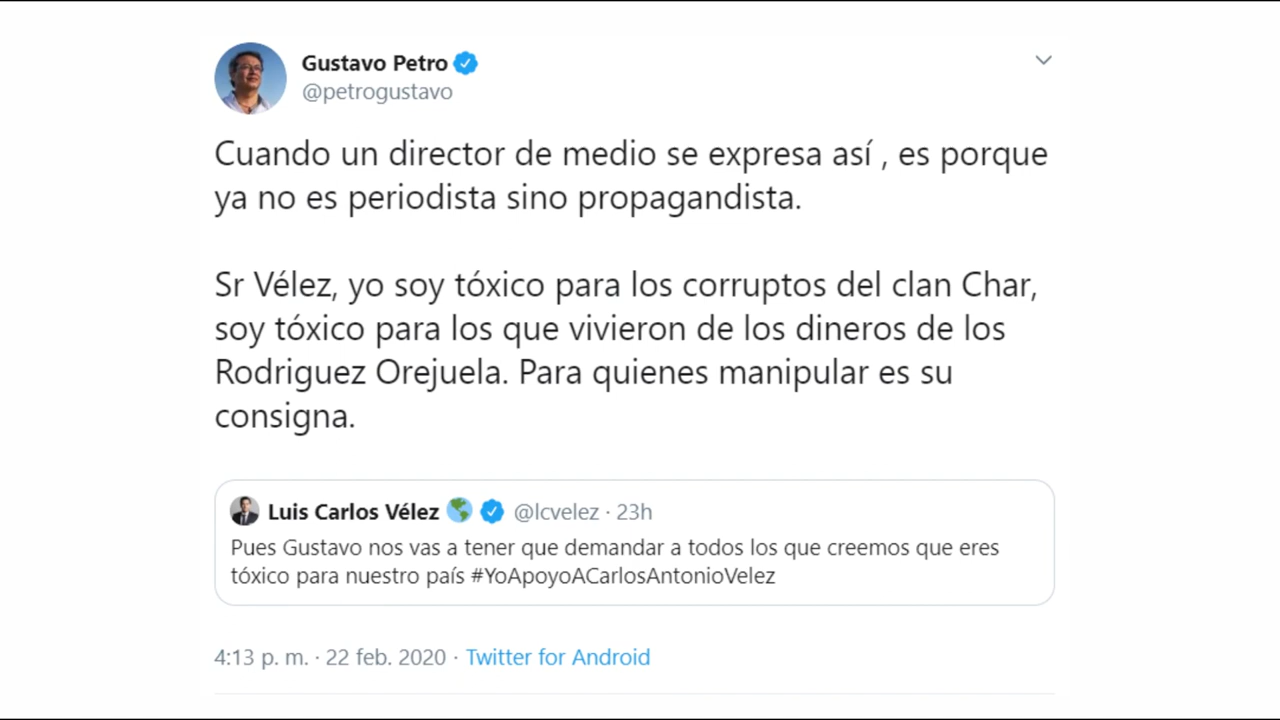 Gustavo Petro
@petrogustavo
Cuando un director de medio se expresa así , es porque
ya no es periodista sino propagandista.
Sr Vélez, yo soy tóxico para los corruptos del clan Char,
soy tóxico para los que vivieron de los dineros de los
Rodriguez Orejuela. Para quienes manipular es su
consigna.
Luis Carlos Vélez 🌎 @lcvelez · 23h
Pues Gustavo nos vas a tener que demandar a todos los que creemos que eres
tóxico para nuestro país #YoApoyoACarlosAntonioVelez
4:13 p. m. · 22 feb. 2020 · Twitter for Android